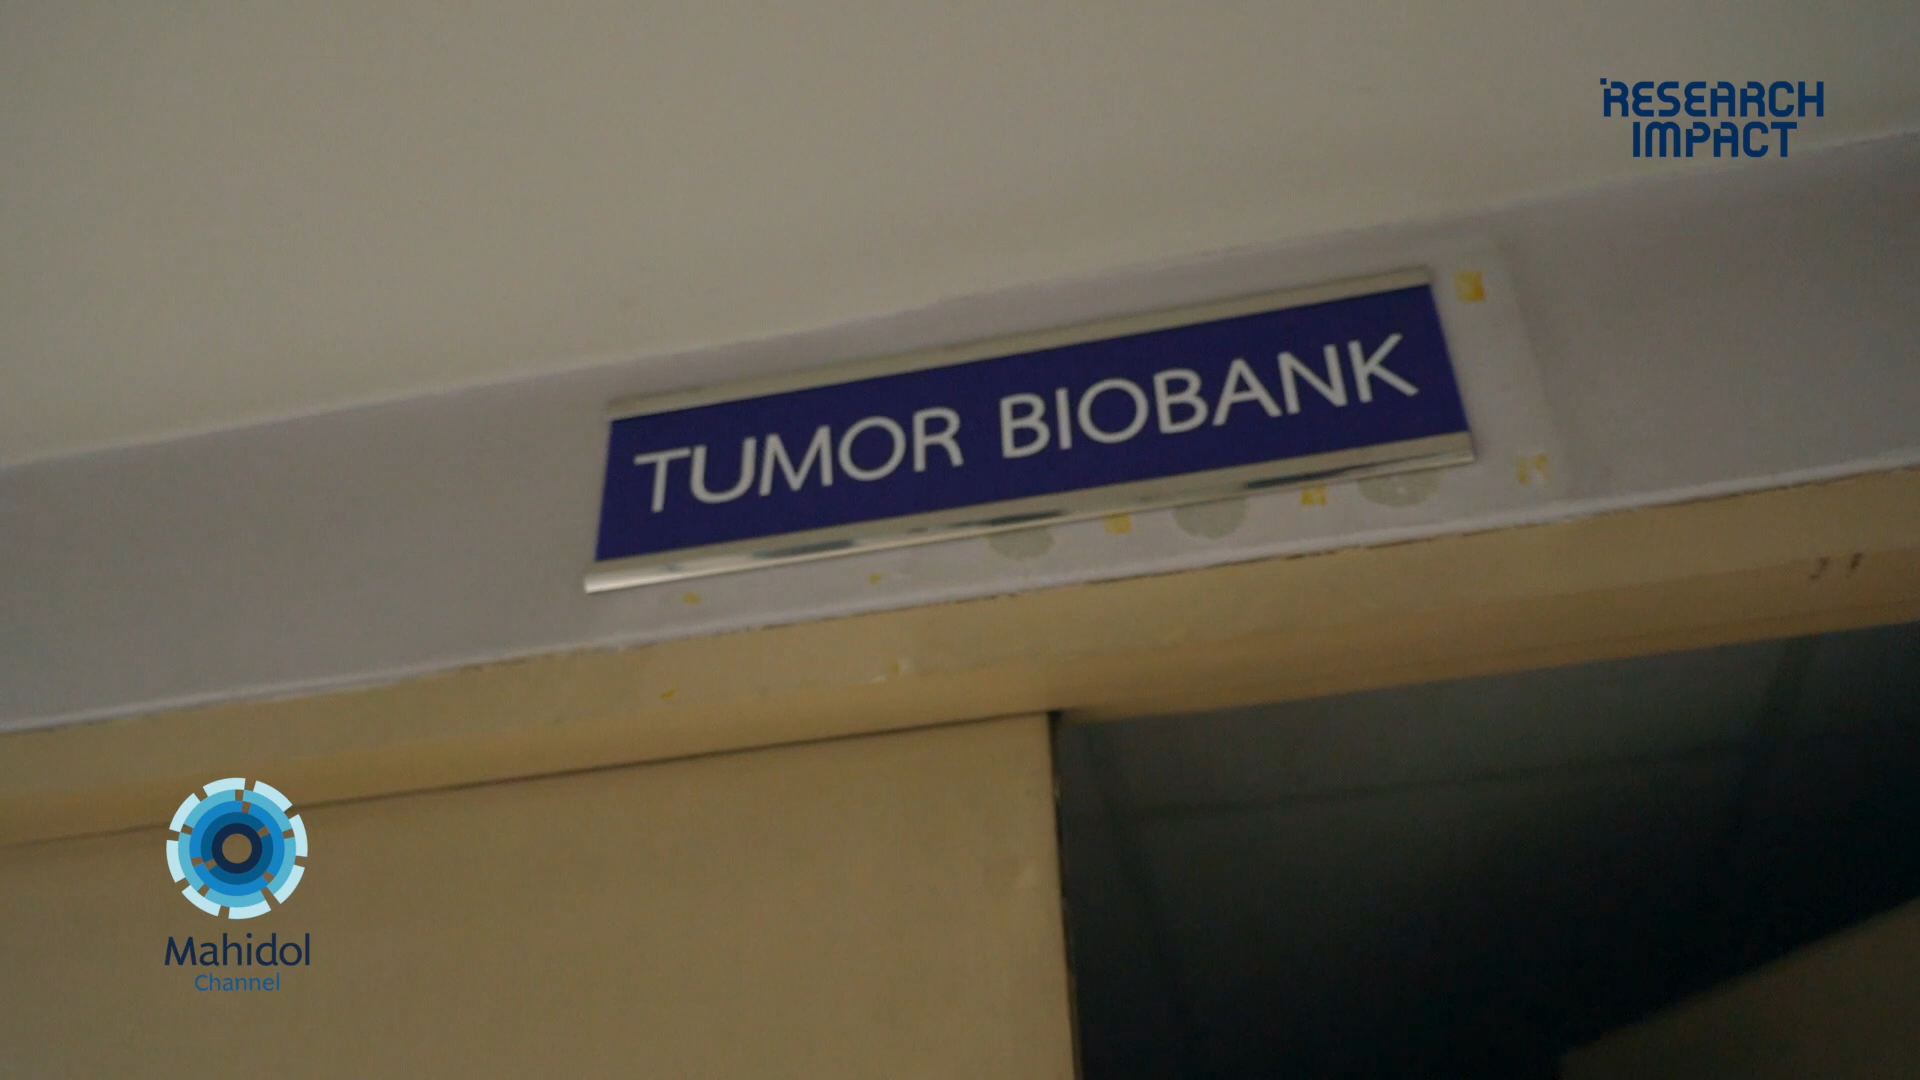 RESEARCH
IMPACT
TUMOR BIOBANK
Mahidol
Channel